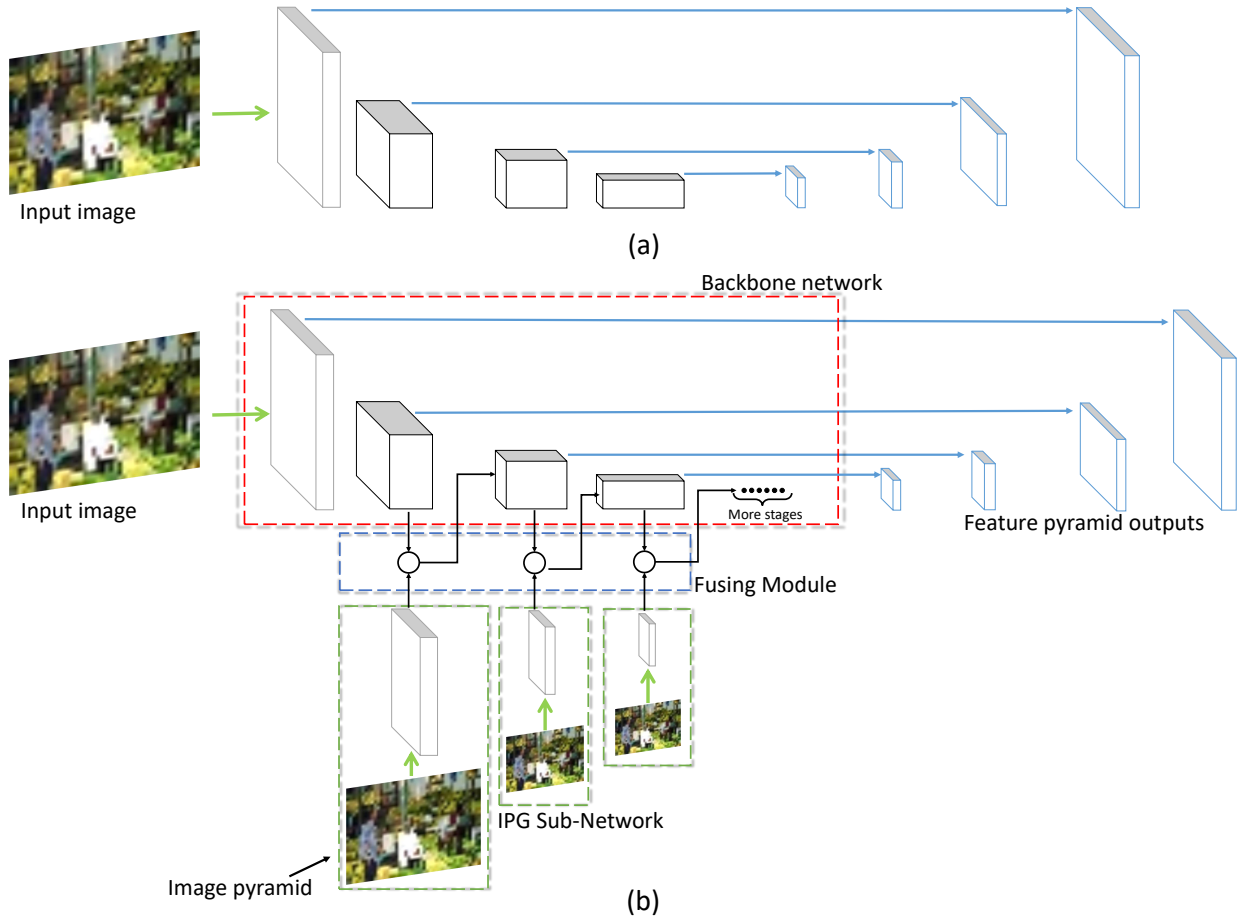 Input image
(a)
Backbone network
Input image
More stages
Feature pyramid outputs
Fusing Module
IPG Sub-Network
Image pyramid
(b)